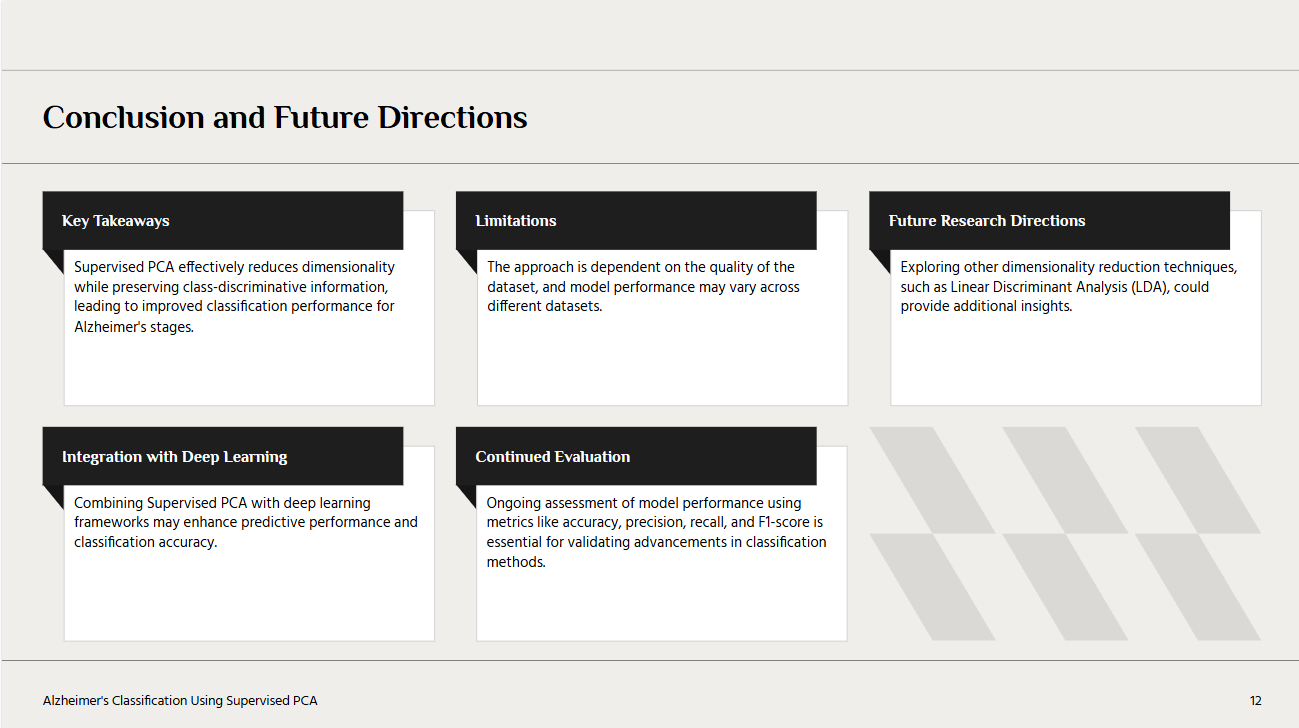 Conclusion and Future Directions
Key Takeaways
Supervised PCA effectively reduces dimensionality
while preserving class-discriminative information,
leading to improved classification performance for
Alzheimer's stages.
Limitations
The approach is dependent on the quality of the
dataset, and model performance may vary across
different datasets.
Future Research Directions
Exploring other dimensionality reduction techniques,
such as Linear Discriminant Analysis (LDA), could
provide additional insights.
Integration with Deep Learning
Combining Supervised PCA with deep learning
frameworks may enhance predictive performance and
classification accuracy.
Continued Evaluation
Ongoing assessment of model performance using
metrics like accuracy, precision, recall, and F1-score is
essential for validating advancements in classification
methods.
Alzheimer's Classification Using Supervised PCA
12